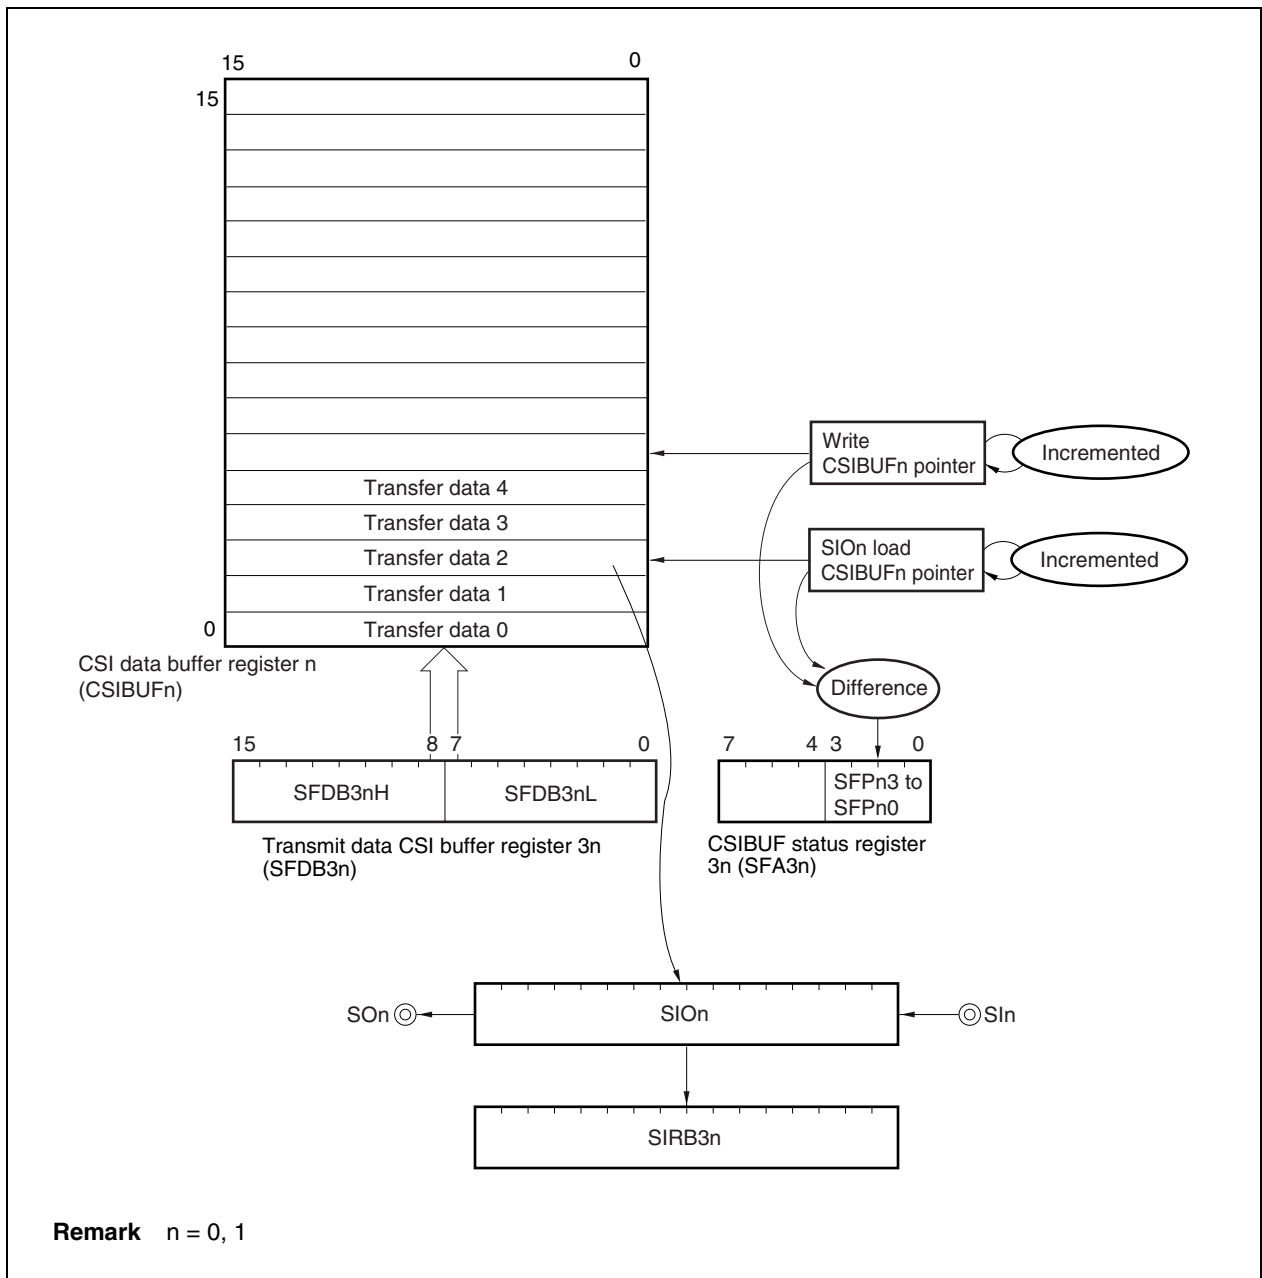 15 0
15
Write
CSIBUFn pointer
Incremented
Transfer data 4
Transfer data 3
Transfer data 2
Transfer data 1
Transfer data 0
SIOn load
CSIBUFn pointer
Incremented
0
CSI data buffer register n
(CSIBUFn)
Difference
15 8 7 0
7 4 3 0
SFDB3nH
SFDB3nL
SFPn3 to
SFPn0
Transmit data CSI buffer register 3n
(SFDB3n)
CSIBUF status register
3n (SFA3n)
SOn
SIOn
SIn
SIRB3n
Remark n = 0, 1